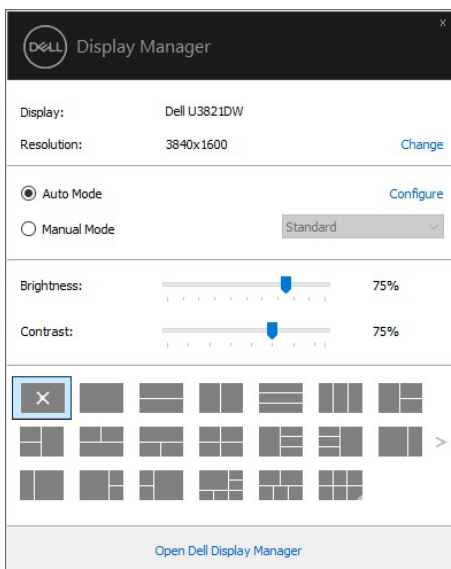 x
DELL Display Manager
Display: Dell U3821DW
Resolution: 3840x1600 Change
Auto Mode Configure
Manual Mode Standard
Brightness: 75%
Contrast: 75%
Open Dell Display Manager